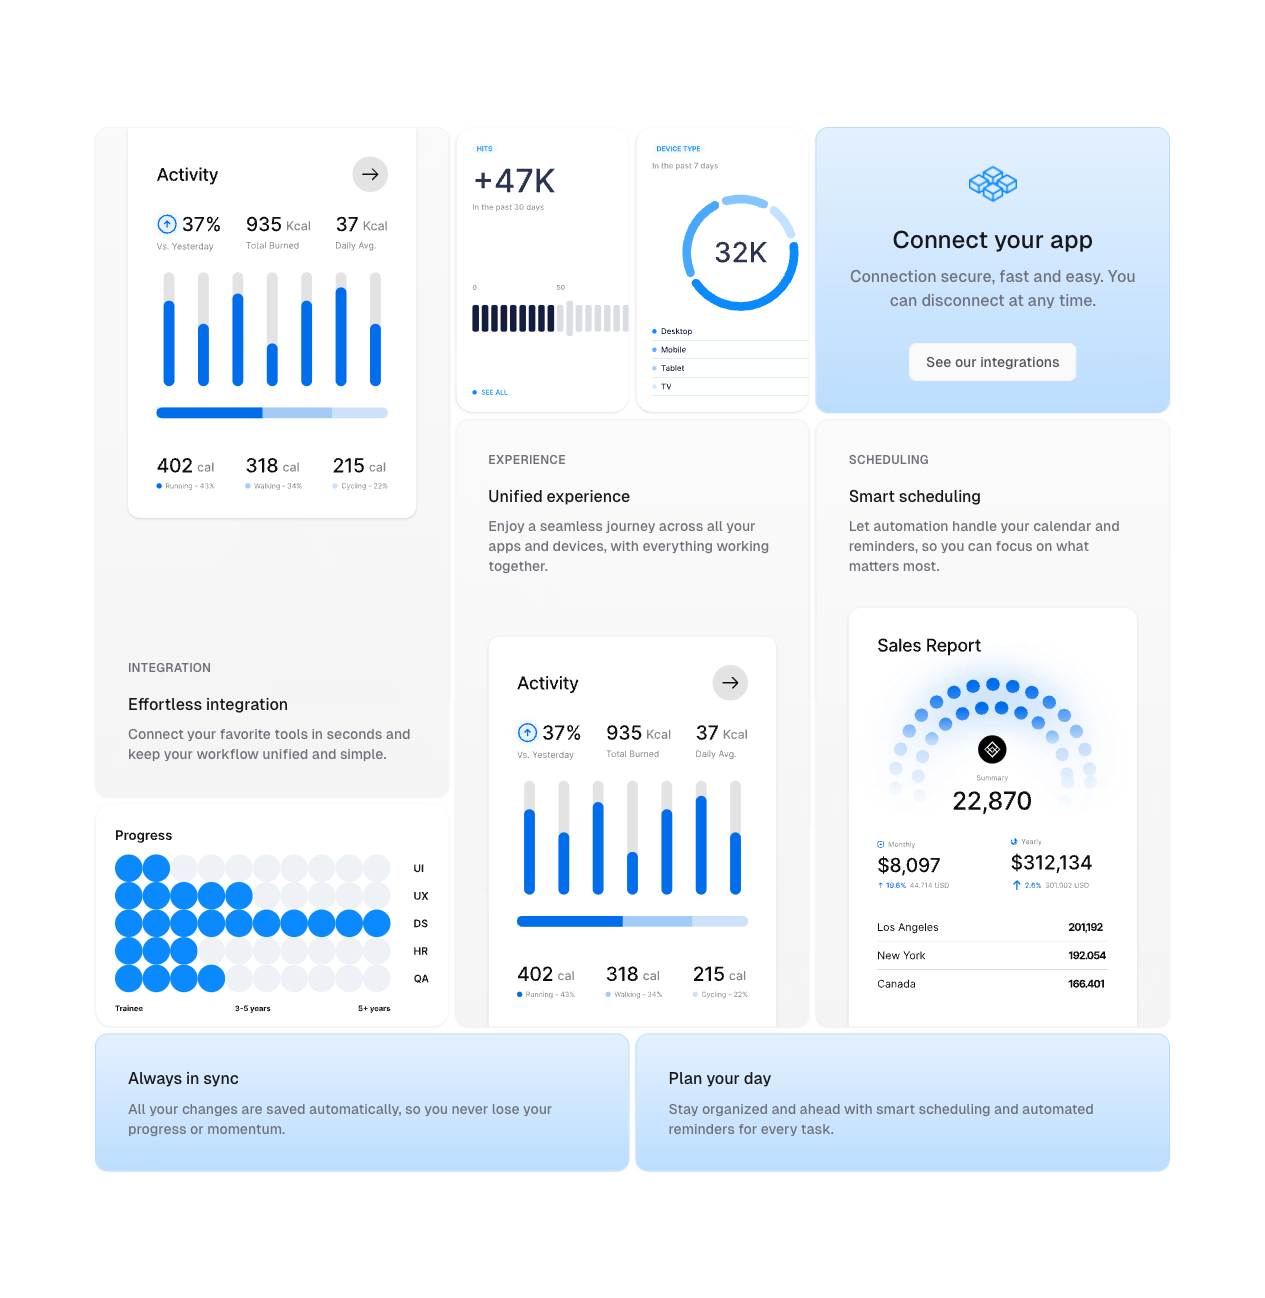 Activity
37%
935 Kcal
37 Kcal
Vs. Yesterday
Total Burned
Daily Avg.
402 cal
318 cal
215 cal
Running - 43%
Walking - 34%
Cycling - 22%
INTEGRATION
Effortless integration
Connect your favorite tools in seconds and
keep your workflow unified and simple.
HITS
+47K
In the past 30 days
0
50
SEE ALL
DEVICE TYPE
In the past 7 days
32K
Desktop
Mobile
Tablet
TV
Connect your app
Connection secure, fast and easy. You
can disconnect at any time.
See our integrations
EXPERIENCE
Unified experience
Enjoy a seamless journey across all your
apps and devices, with everything working
together.
Activity
37%
935 Kcal
37 Kcal
Vs. Yesterday
Total Burned
Daily Avg.
402 cal
318 cal
215 cal
Running - 43%
Walking - 34%
Cycling - 22%
SCHEDULING
Smart scheduling
Let automation handle your calendar and
reminders, so you can focus on what
matters most.
Sales Report
Summary
22,870
Monthly
$8,097
19.6% 44.714 USD
Yearly
$312,134
2.6% 301.002 USD
Los Angeles 201,192
New York 192.054
Canada 166.401
Progress
UI
UX
DS
HR
QA
Trainee
3-5 years
5+ years
Always in sync
All your changes are saved automatically, so you never lose your
progress or momentum.
Plan your day
Stay organized and ahead with smart scheduling and automated
reminders for every task.